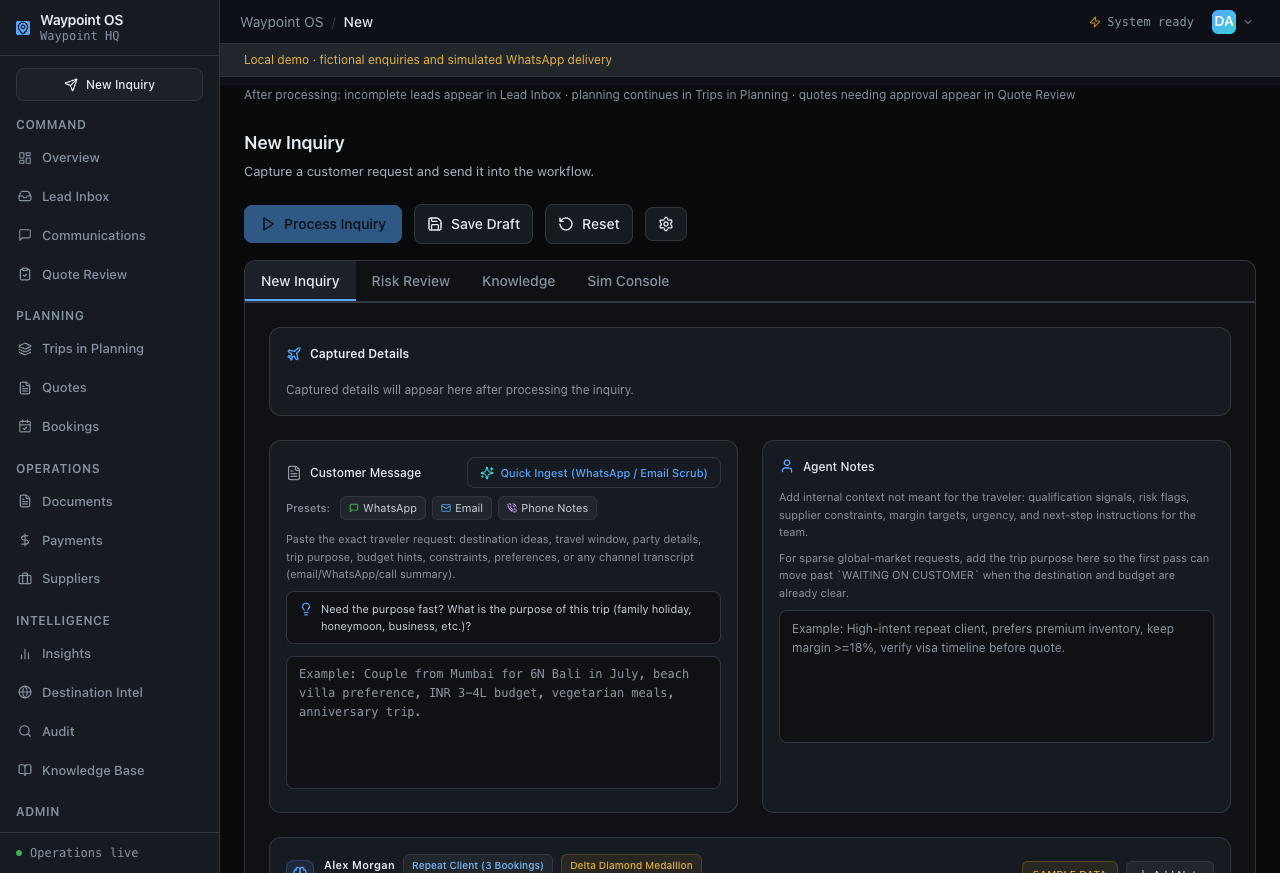 Waypoint OS
Waypoint HQ
New Inquiry
COMMAND
Overview
Lead Inbox
Communications
Quote Review
PLANNING
Trips in Planning
Quotes
Bookings
OPERATIONS
Documents
Payments
Suppliers
INTELLIGENCE
Insights
Destination Intel
Audit
Knowledge Base
ADMIN
Operations live
Waypoint OS / New
System ready
DA
Local demo · fictional enquiries and simulated WhatsApp delivery
After processing: incomplete leads appear in Lead Inbox · planning continues in Trips in Planning · quotes needing approval appear in Quote Review
New Inquiry
Capture a customer request and send it into the workflow.
Process Inquiry
Save Draft
Reset
New Inquiry
Risk Review
Knowledge
Sim Console
Captured Details
Captured details will appear here after processing the inquiry.
Customer Message
Quick Ingest (WhatsApp / Email Scrub)
Presets:
WhatsApp
Email
Phone Notes
Paste the exact traveler request: destination ideas, travel window, party details,
trip purpose, budget hints, constraints, preferences, or any channel transcript
(email/WhatsApp/call summary).
Need the purpose fast? What is the purpose of this trip (family holiday,
honeymoon, business, etc.)?
Example: Couple from Mumbai for 6N Bali in July, beach
villa preference, INR 3–4L budget, vegetarian meals,
anniversary trip.
Agent Notes
Add internal context not meant for the traveler: qualification signals, risk flags,
supplier constraints, margin targets, urgency, and next-step instructions for the
team.
For sparse global-market requests, add the trip purpose here so the first pass can
move past `WAITING ON CUSTOMER` when the destination and budget are
already clear.
Example: High-intent repeat client, prefers premium inventory, keep
margin >=18%, verify visa timeline before quote.
Alex Morgan
Repeat Client (3 Bookings)
Delta Diamond Medallion
SAMPLE DATA
Add Note